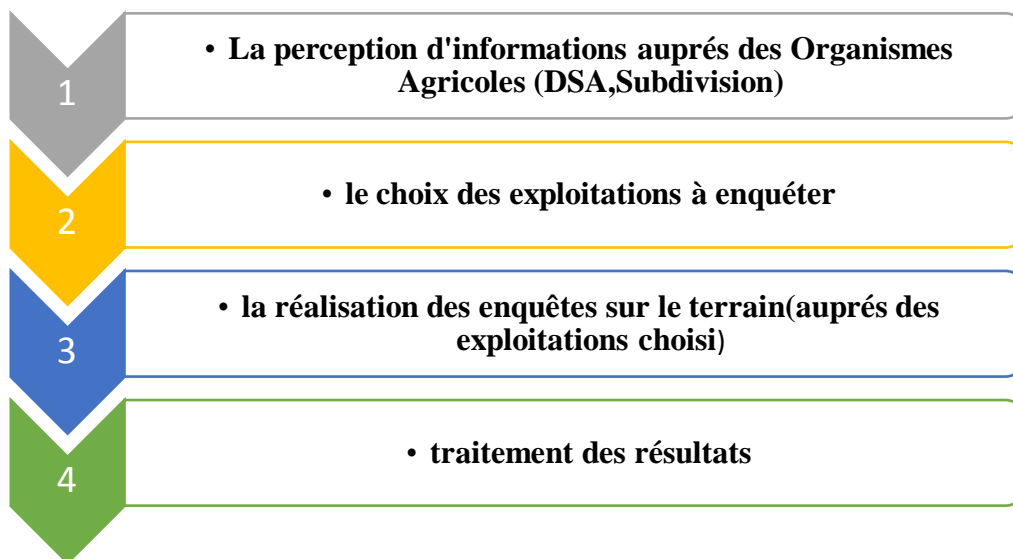 1
• La perception d'informations auprés des Organismes
Agricoles (DSA,Subdivision)
2
• le choix des exploitations à enquéter
3
• la réalisation des enquêtes sur le terrain(auprés des
exploitations choisi)
4
• traitement des résultats